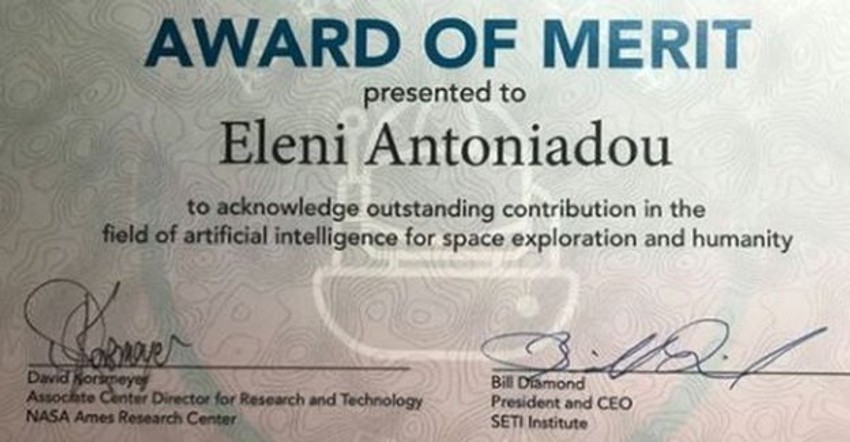 AWARD OF MERIT
presented to
Eleni Antoniadou
to acknowledge outstanding contribution in the
field of artificial intelligence for space exploration and humanity
David Korsmeyer
Associate Center Director for Research and Technology
NASA Ames Research Center
Bill Diamond
President and CEO
SETI Institute